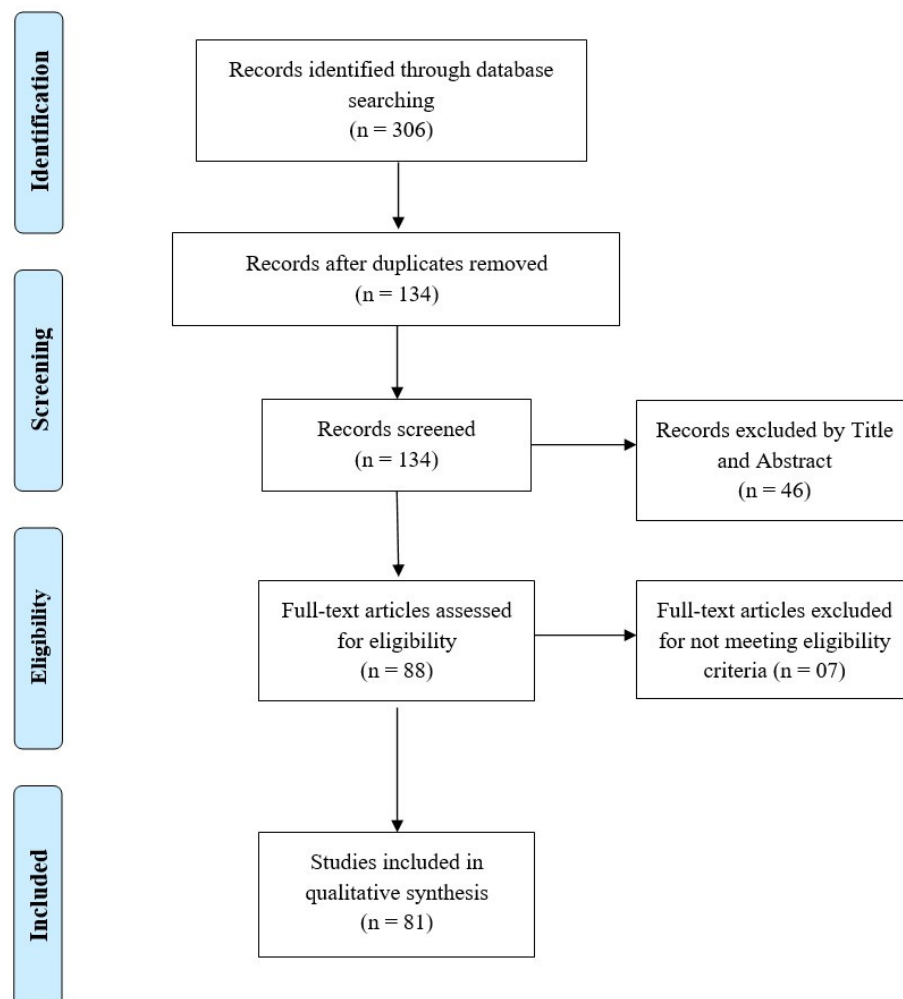 Identification
Records identified through database
searching
(n = 306)
Records after duplicates removed
(n = 134)
Screening
Records screened
(n = 134)
Records excluded by Title
and Abstract
(n = 46)
Eligibility
Full-text articles assessed
for eligibility
(n = 88)
Full-text articles excluded
for not meeting eligibility
criteria (n = 07)
Included
Studies included in
qualitative synthesis
(n = 81)